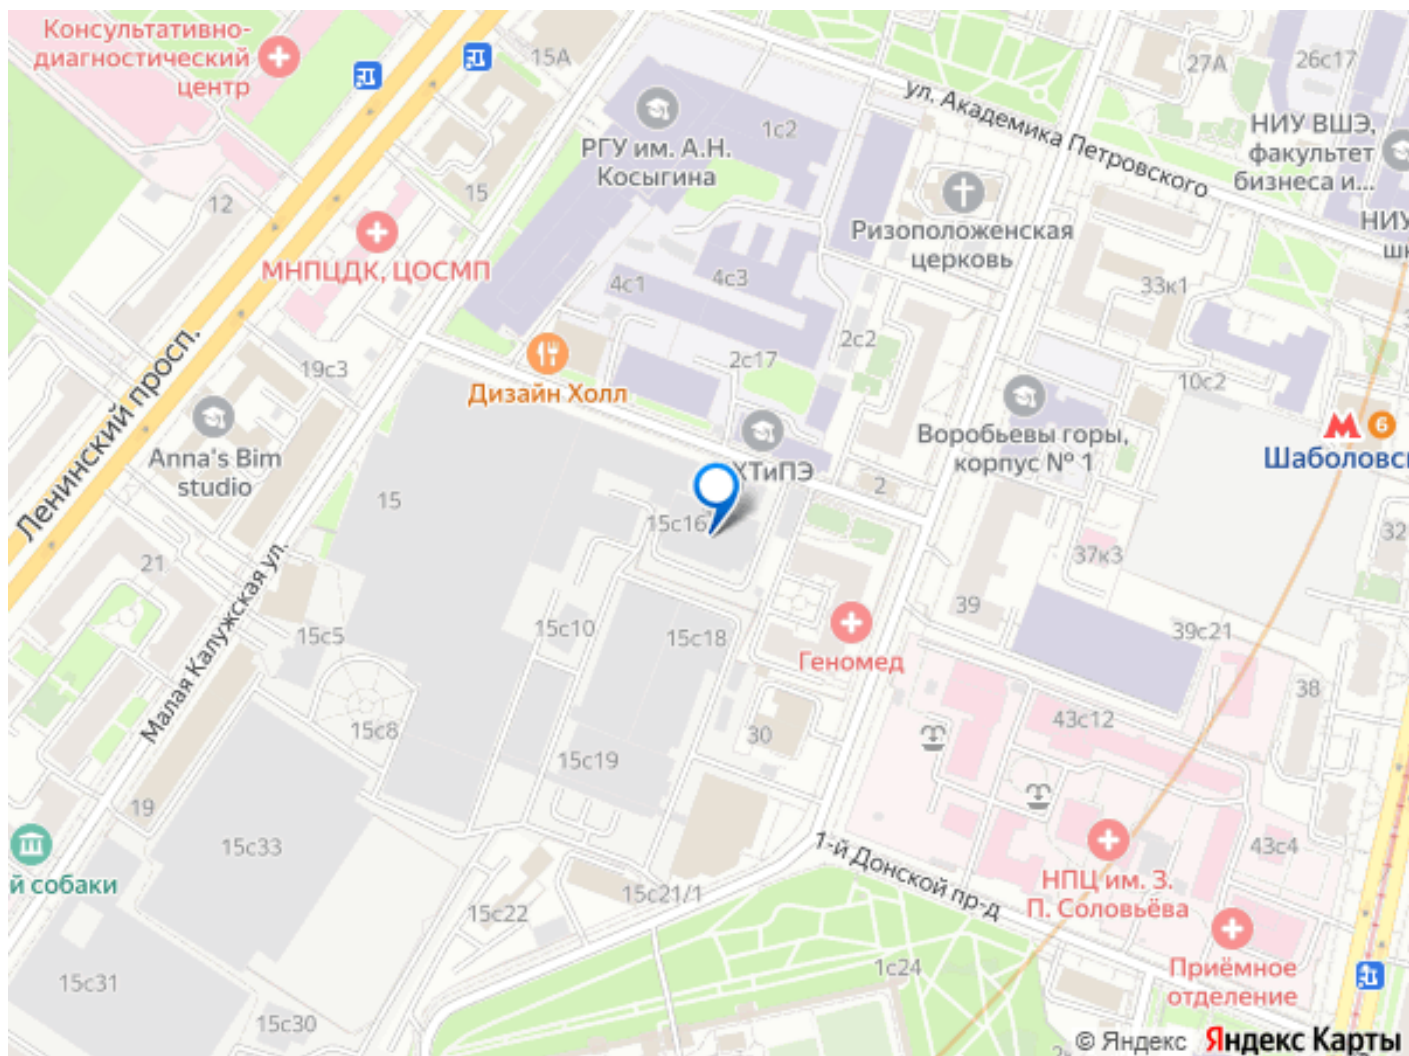 Консультативно-
диагностический
центр
15А
27А
26с17
ул. Академика Петровского
НИУ ВШЭ,
факультет
бизнеса и...
1с2
РГУ им. А.Н.
Косыгина
15
12
МНПЦДК, ЦОСМП
Ризоположенская
церковь
НИУ
шк
4с1
4с3
33к1
2с2
2с17
10с2
Ленинский просп.
19с3
Дизайн Холл
Anna's Bim
studio
Воробьевы горы,
корпус № 1
6
Шаболовс
ХТиПЭ
2
15
15с16
32
37к3
21
Малая Калужская ул.
39
15с5
15с10
15с18
39с21
Геномед
38
43с12
15с8
30
15с19
19
15с33
43с4
й собаки
1-й Донской пр-д
НПЦ им. З.
П. Соловьёва
15с21/1
15с22
1с24
Приёмное
отделение
15с31
15с30
© Яндекс Яндекс Карты